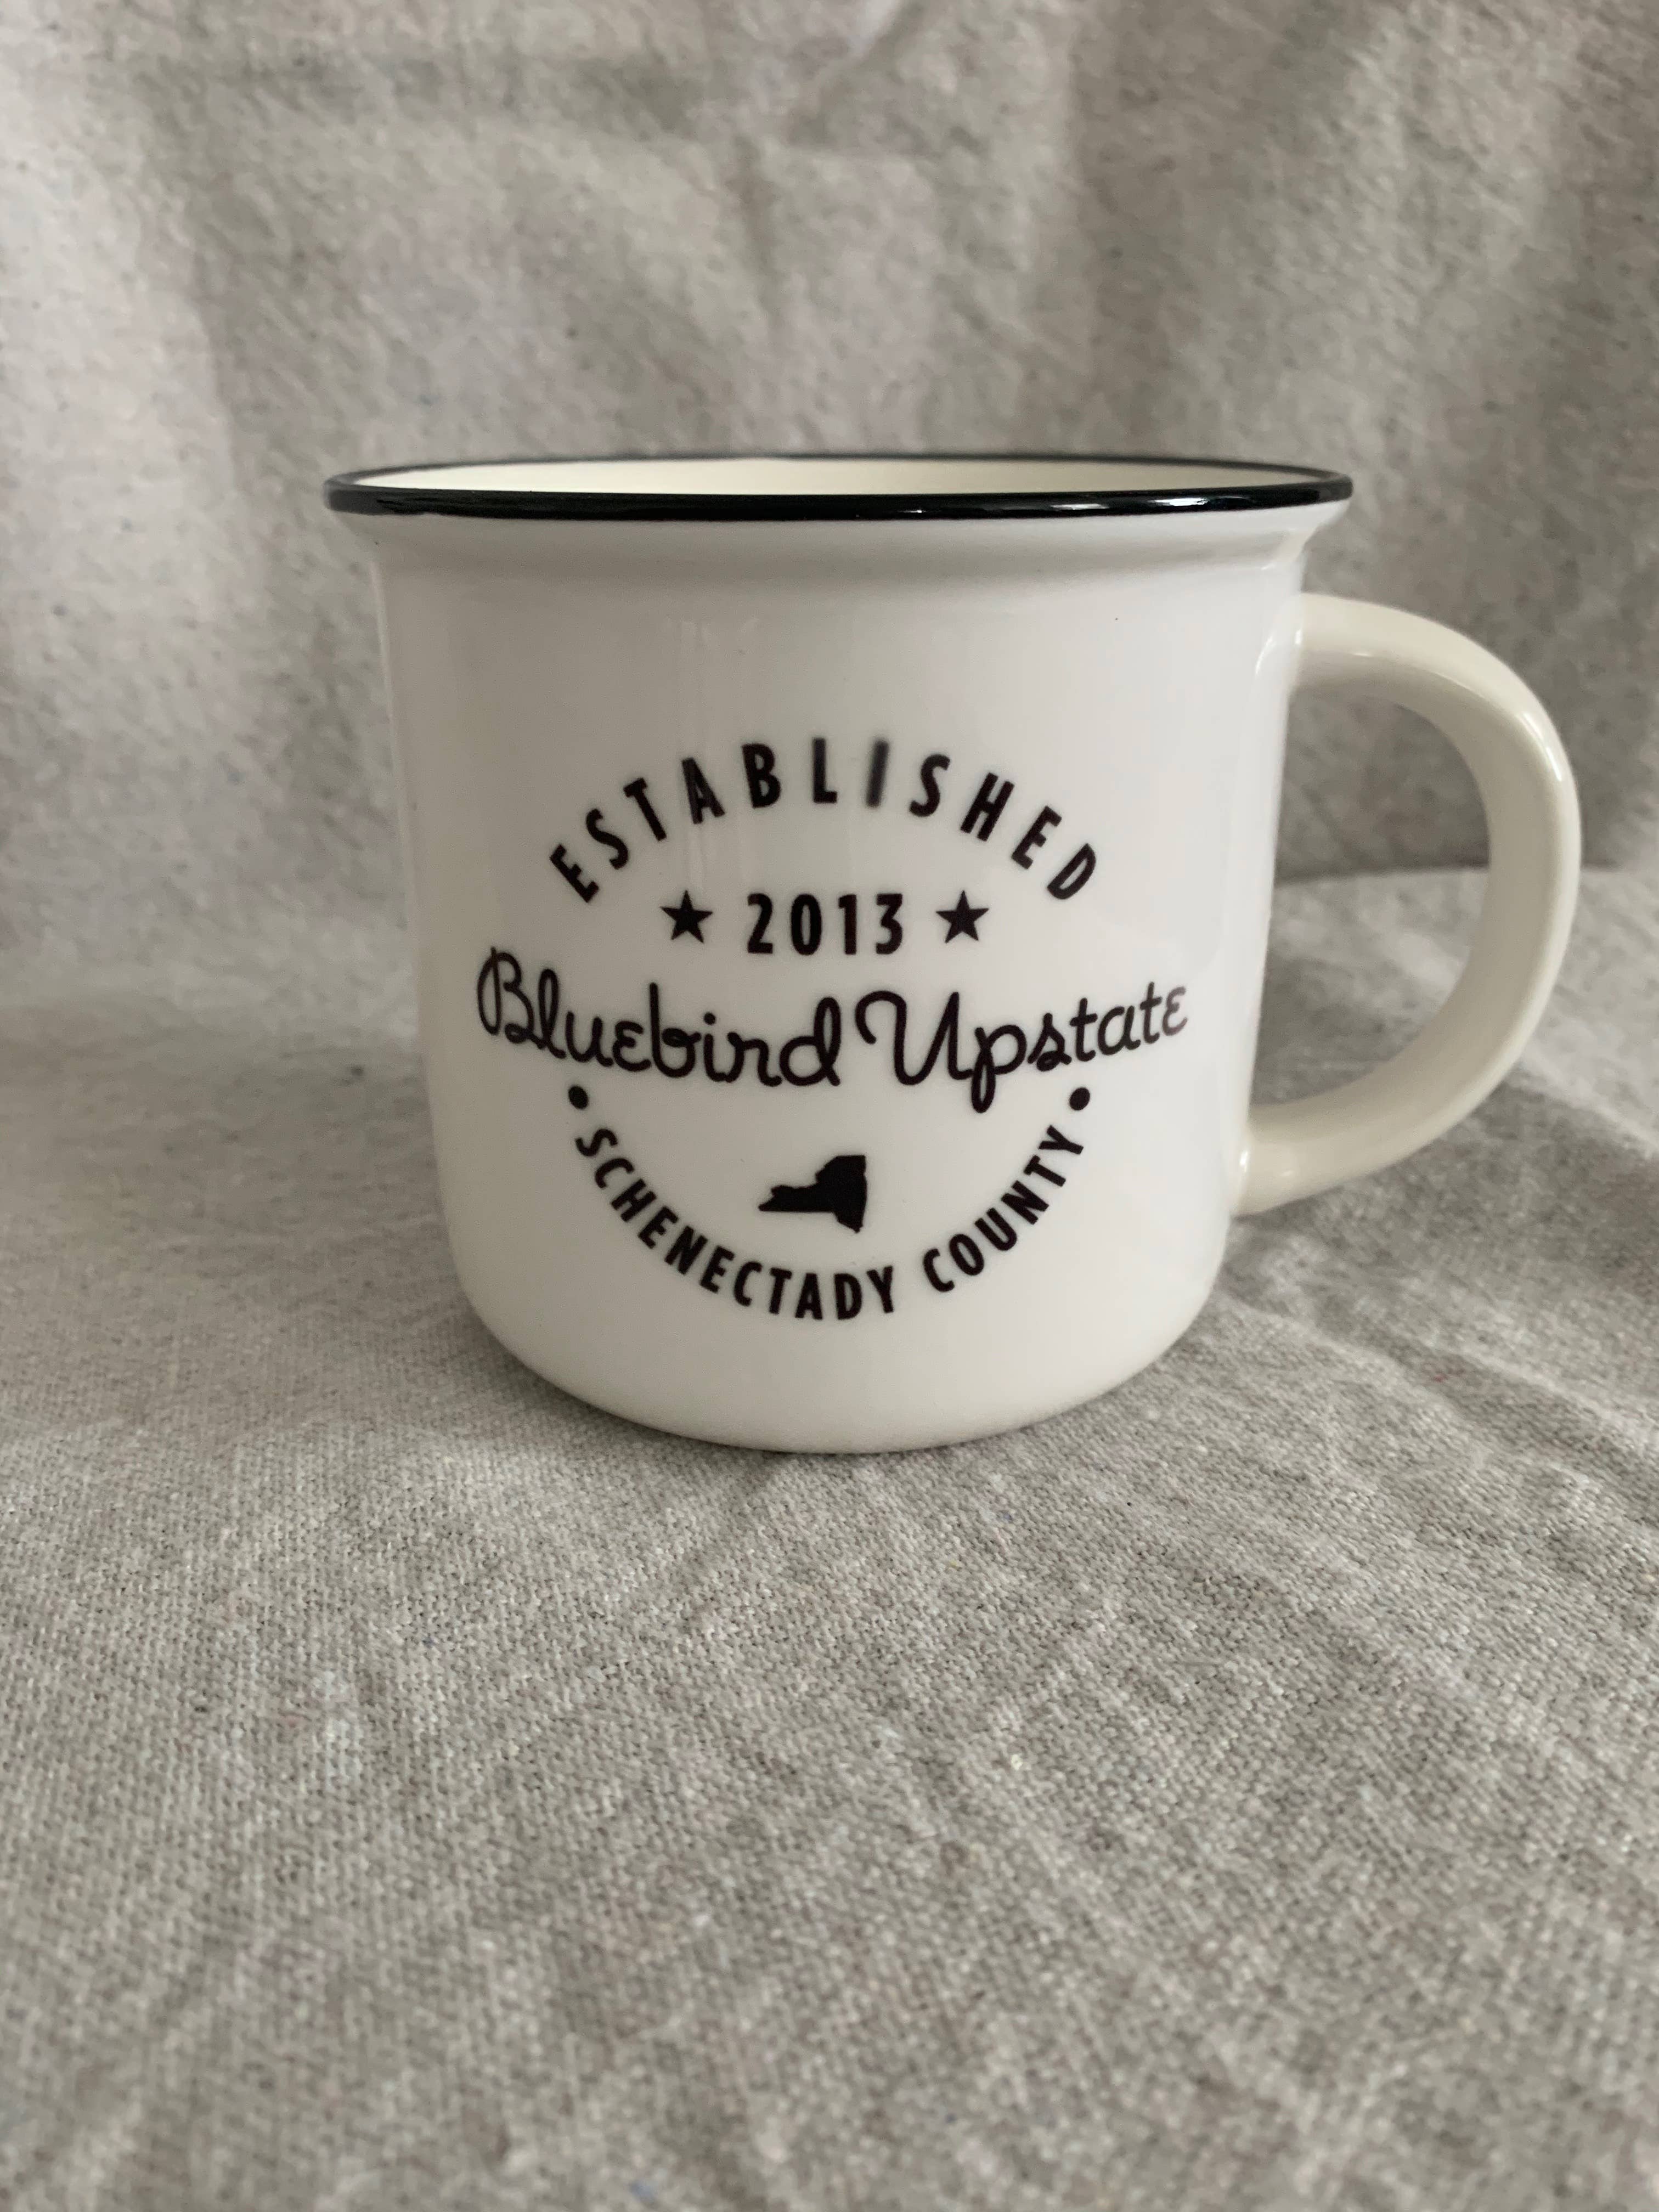 ESTABLISHED
★ 2013 ★
Bluebird Upstate
• SCHENECTADY COUNTY •